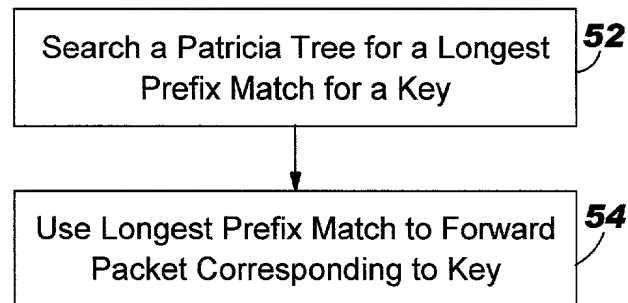 Search a Patricia Tree for a Longest
Prefix Match for a Key
52
Use Longest Prefix Match to Forward
Packet Corresponding to Key
54